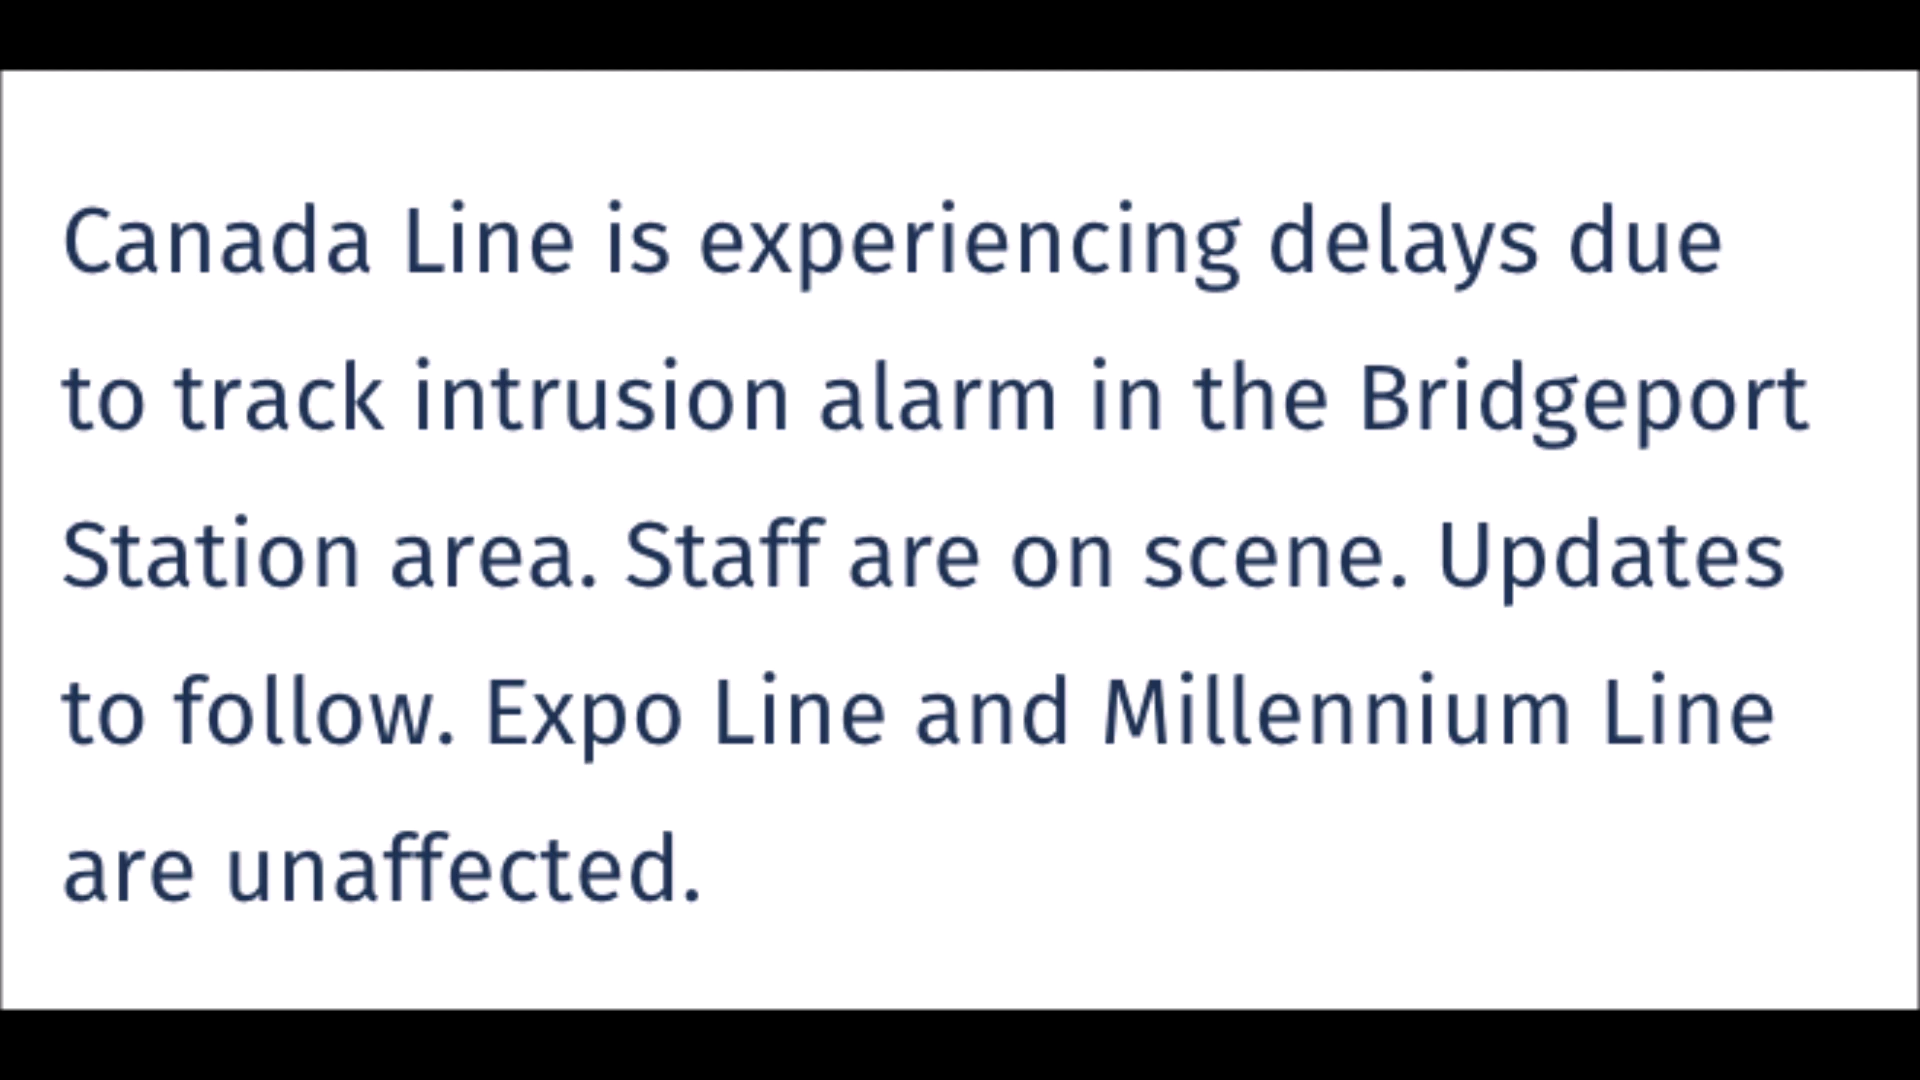 Canada Line is experiencing delays due
to track intrusion alarm in the Bridgeport
Station area. Staff are on scene. Updates
to follow. Expo Line and Millennium Line
are unaffected.